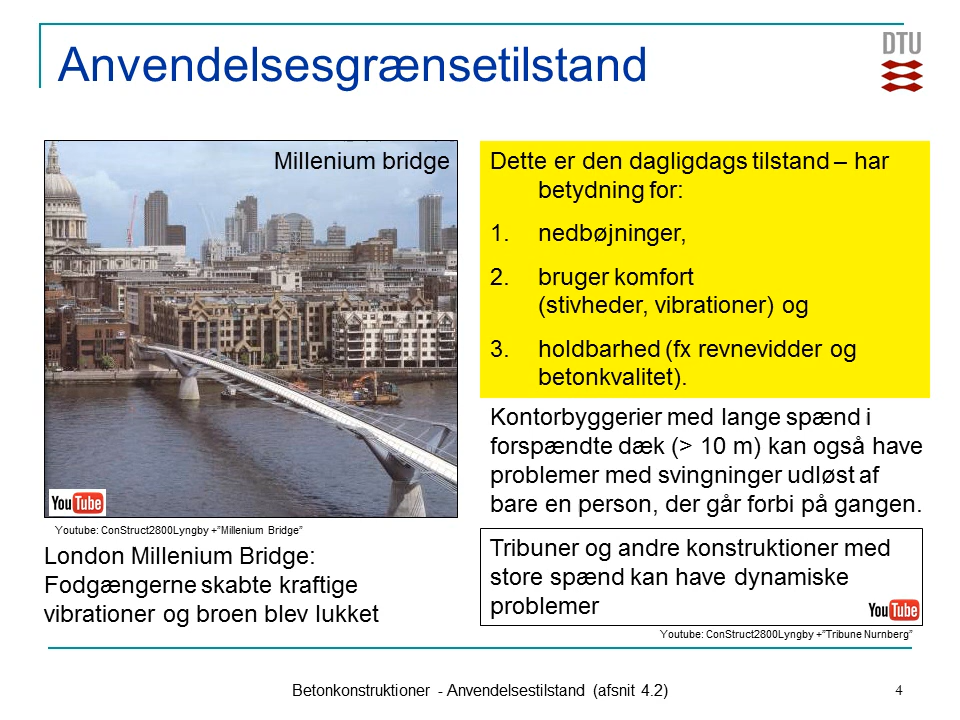 Anvendelsesgrænsetilstand
DTU
Millenium bridge
YouTube
Youtube: ConStruct2800Lyngby +"Millenium Bridge"
London Millenium Bridge:
Fodgængerne skabte kraftige
vibrationer og broen blev lukket
Dette er den dagligdags tilstand – har
betydning for:
1. nedbøjninger,
2. bruger komfort
(stivheder, vibrationer) og
3. holdbarhed (fx revnevidder og
betonkvalitet).
Kontorbyggerier med lange spænd i
forspændte dæk (> 10 m) kan også have
problemer med svingninger udløst af
bare en person, der går forbi på gangen.
Tribuner og andre konstruktioner med
store spænd kan have dynamiske
problemer
YouTube
Youtube: ConStruct2800Lyngby +"Tribune Nurnberg"
Betonkonstruktioner - Anvendelsestilstand (afsnit 4.2)
4